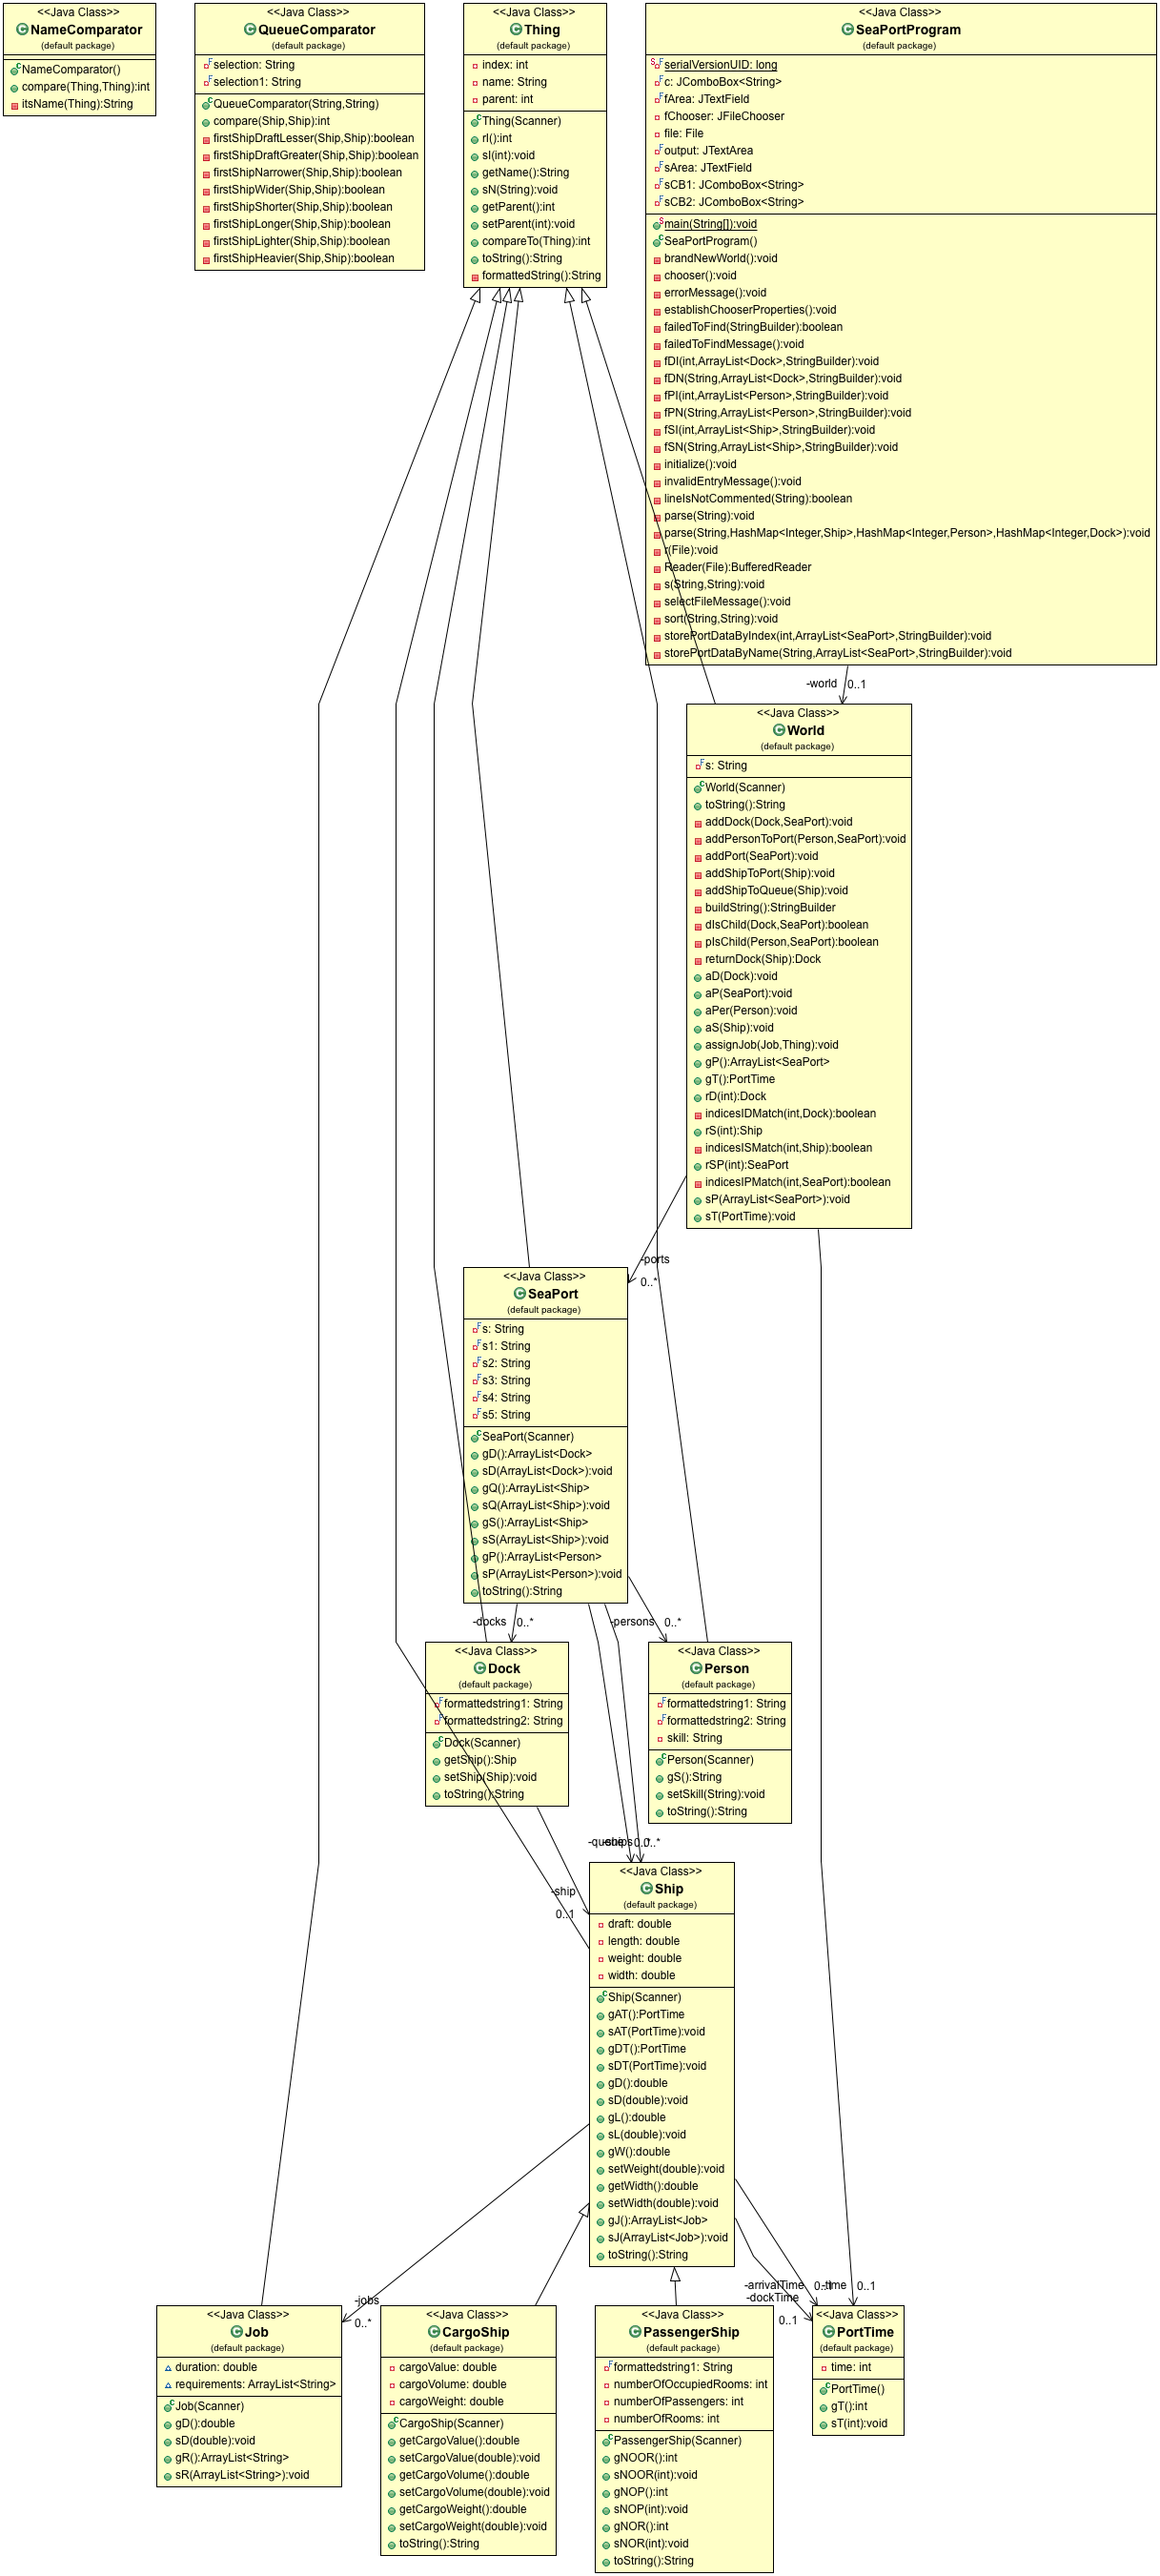 <<Java Class>>
NameComparator
(default package)
NameComparator()
compare(Thing,Thing):int
itsName(Thing):String
<<Java Class>>
QueueComparator
(default package)
selection: String
selection1: String
QueueComparator(String,String)
compare(Ship,Ship):int
firstShipDraftLesser(Ship,Ship):boolean
firstShipDraftGreater(Ship,Ship):boolean
firstShipNarrower(Ship,Ship):boolean
firstShipWider(Ship,Ship):boolean
firstShipShorter(Ship,Ship):boolean
firstShipLonger(Ship,Ship):boolean
firstShipLighter(Ship,Ship):boolean
firstShipHeavier(Ship,Ship):boolean
<<Java Class>>
Thing
(default package)
index: int
name: String
parent: int
Thing(Scanner)
rI():int
sI(int):void
getName():String
sN(String):void
getParent():int
setParent(int):void
compareTo(Thing):int
toString():String
formattedString():String
<<Java Class>>
SeaPortProgram
(default package)
serialVersionUID: long
c: JComboBox<String>
fArea: JTextField
fChooser: JFileChooser
file: File
output: JTextArea
sArea: JTextField
sCB1: JComboBox<String>
sCB2: JComboBox<String>
main(String[]):void
SeaPortProgram()
brandNewWorld():void
chooser():void
errorMessage():void
establishChooserProperties():void
failedToFind(StringBuilder):boolean
failedToFindMessage():void
fDI(int,ArrayList<Dock>,StringBuilder):void
fDN(String,ArrayList<Dock>,StringBuilder):void
fPI(int,ArrayList<Person>,StringBuilder):void
fPN(String,ArrayList<Person>,StringBuilder):void
fSI(int,ArrayList<Ship>,StringBuilder):void
fSN(String,ArrayList<Ship>,StringBuilder):void
initialize():void
invalidEntryMessage():void
lineIsNotCommented(String):boolean
parse(String):void
parse(String,HashMap<Integer,Ship>,HashMap<Integer,Person>,HashMap<Integer,Dock>):void
r(File):void
Reader(File):BufferedReader
s(String,String):void
selectFileMessage():void
sort(String,String):void
storePortDataByIndex(int,ArrayList<SeaPort>,StringBuilder):void
storePortDataByName(String,ArrayList<SeaPort>,StringBuilder):void
-world 0..1
<<Java Class>>
World
(default package)
s: String
World(Scanner)
toString():String
addDock(Dock,SeaPort):void
addPersonToPort(Person,SeaPort):void
addPort(SeaPort):void
addShipToPort(Ship):void
addShipToQueue(Ship):void
buildString():StringBuilder
dIsChild(Dock,SeaPort):boolean
pIsChild(Person,SeaPort):boolean
returnDock(Ship):Dock
aD(Dock):void
aP(SeaPort):void
aPer(Person):void
aS(Ship):void
assignJob(Job,Thing):void
gP():ArrayList<SeaPort>
gT():PortTime
rD(int):Dock
indicesIDMatch(int,Dock):boolean
rS(int):Ship
indicesISMatch(int,Ship):boolean
rSP(int):SeaPort
indicesIPMatch(int,SeaPort):boolean
sP(ArrayList<SeaPort>):void
sT(PortTime):void
-ports
0..*
<<Java Class>>
SeaPort
(default package)
s: String
s1: String
s2: String
s3: String
s4: String
s5: String
SeaPort(Scanner)
gD():ArrayList<Dock>
sD(ArrayList<Dock>):void
gQ():ArrayList<Ship>
sQ(ArrayList<Ship>):void
gS():ArrayList<Ship>
sS(ArrayList<Ship>):void
gP():ArrayList<Person>
sP(ArrayList<Person>):void
toString():String
-docks 0..*
-persons 0..*
<<Java Class>>
Dock
(default package)
formattedstring1: String
formattedstring2: String
Dock(Scanner)
getShip():Ship
setShip(Ship):void
toString():String
<<Java Class>>
Person
(default package)
formattedstring1: String
formattedstring2: String
skill: String
Person(Scanner)
gS():String
setSkill(String):void
toString():String
-queue
-ships
0..*
-ship
0..1
<<Java Class>>
Ship
(default package)
draft: double
length: double
weight: double
width: double
Ship(Scanner)
gAT():PortTime
sAT(PortTime):void
gDT():PortTime
sDT(PortTime):void
gD():double
sD(double):void
gL():double
sL(double):void
gW():double
setWeight(double):void
getWidth():double
setWidth(double):void
gJ():ArrayList<Job>
sJ(ArrayList<Job>):void
toString():String
-jobs
0..*
-arrivalTime 0..1
-time 0..1
-dockTime
0..1
<<Java Class>>
Job
(default package)
duration: double
requirements: ArrayList<String>
Job(Scanner)
gD():double
sD(double):void
gR():ArrayList<String>
sR(ArrayList<String>):void
<<Java Class>>
CargoShip
(default package)
cargoValue: double
cargoVolume: double
cargoWeight: double
CargoShip(Scanner)
getCargoValue():double
setCargoValue(double):void
getCargoVolume():double
setCargoVolume(double):void
getCargoWeight():double
setCargoWeight(double):void
toString():String
<<Java Class>>
PassengerShip
(default package)
formattedstring1: String
numberOfOccupiedRooms: int
numberOfPassengers: int
numberOfRooms: int
PassengerShip(Scanner)
gNOOR():int
sNOOR(int):void
gNOP():int
sNOP(int):void
gNOR():int
sNOR(int):void
toString():String
<<Java Class>>
PortTime
(default package)
time: int
PortTime()
gT():int
sT(int):void